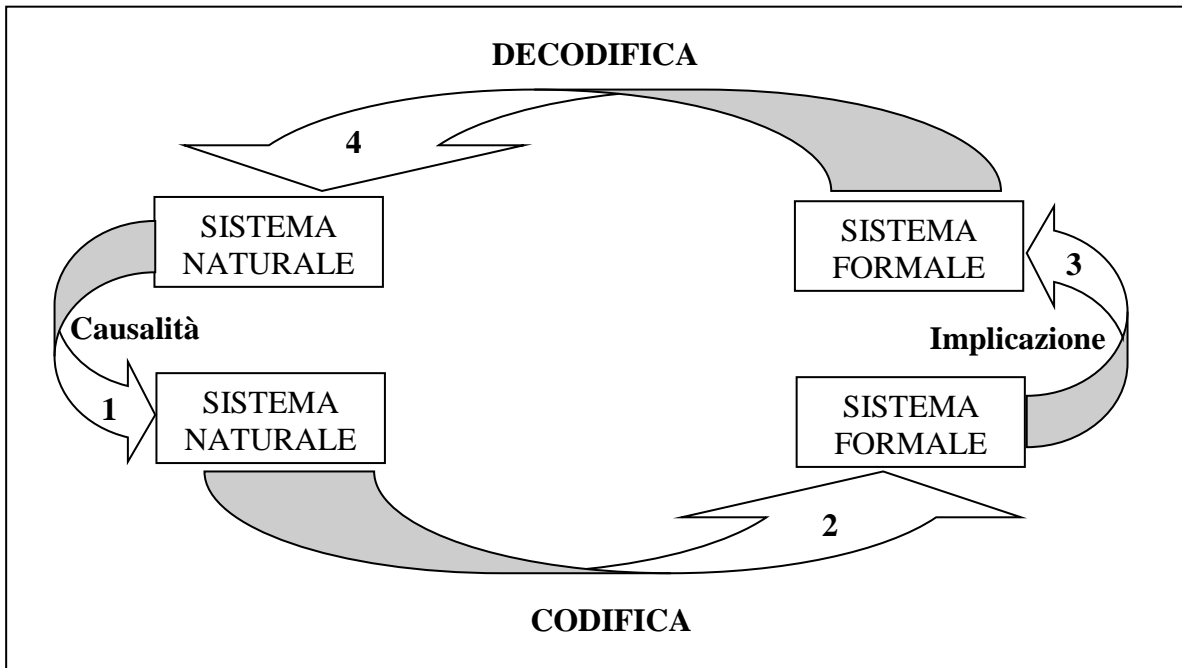 DECODIFICA
4
SISTEMA
NATURALE
SISTEMA
FORMALE
3
Causalità
Implicazione
1
SISTEMA
NATURALE
SISTEMA
FORMALE
2
CODIFICA